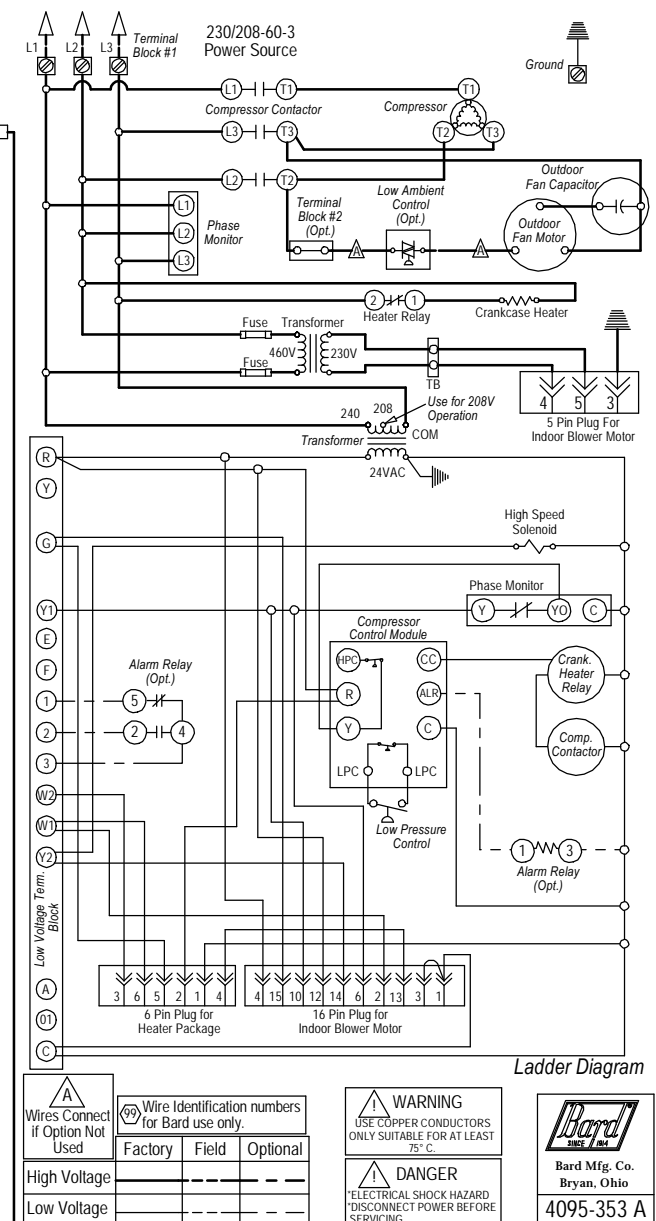 L1
L2
L3
Terminal
Block #1
230/208-60-3
Power Source
Ground
L1
T1
T1
Compressor Contactor
Compressor
L3
T3
T2
T3
L2
T2
Outdoor
Fan Capacitor
Low Ambient
Control
(Opt.)
Terminal
Block #2
(Opt.)
L1
L2
L3
Phase
Monitor
A
A
Outdoor
Fan Motor
2
1
Heater Relay
Crankcase Heater
Fuse
Transformer
460V
230V
Fuse
TB
4
5
3
5 Pin Plug For
Indoor Blower Motor
240
208
Use for 208V
Operation
Transformer
COM
24VAC
R
Y
G
Y1
E
F
1
2
3
W2
W1
Y2
Low Voltage Term.
Block
A
01
C
High Speed
Solenoid
Phase Monitor
Y
YO
C
Compressor
Control Module
HPC
CC
R
ALR
Y
C
LPC
LPC
Low Pressure
Control
Crank.
Heater
Relay
Comp.
Contactor
Alarm Relay
(Opt.)
5
2
4
1
3
Alarm Relay
(Opt.)
3 6 5 2 1 4
6 Pin Plug for
Heater Package
4 15 10 12 14 6 2 13 3 1
16 Pin Plug for
Indoor Blower Motor
Ladder Diagram
A
Wires Connect
if Option Not
Used
99
Wire Identification numbers
for Bard use only.
Factory Field Optional
High Voltage
Low Voltage
! WARNING
USE COPPER CONDUCTORS
ONLY SUITABLE FOR AT LEAST
75° C.
! DANGER
*ELECTRICAL SHOCK HAZARD
*DISCONNECT POWER BEFORE
SERVICING.
Bard
SINCE 1914
Bard Mfg. Co.
Bryan, Ohio
4095-353 A